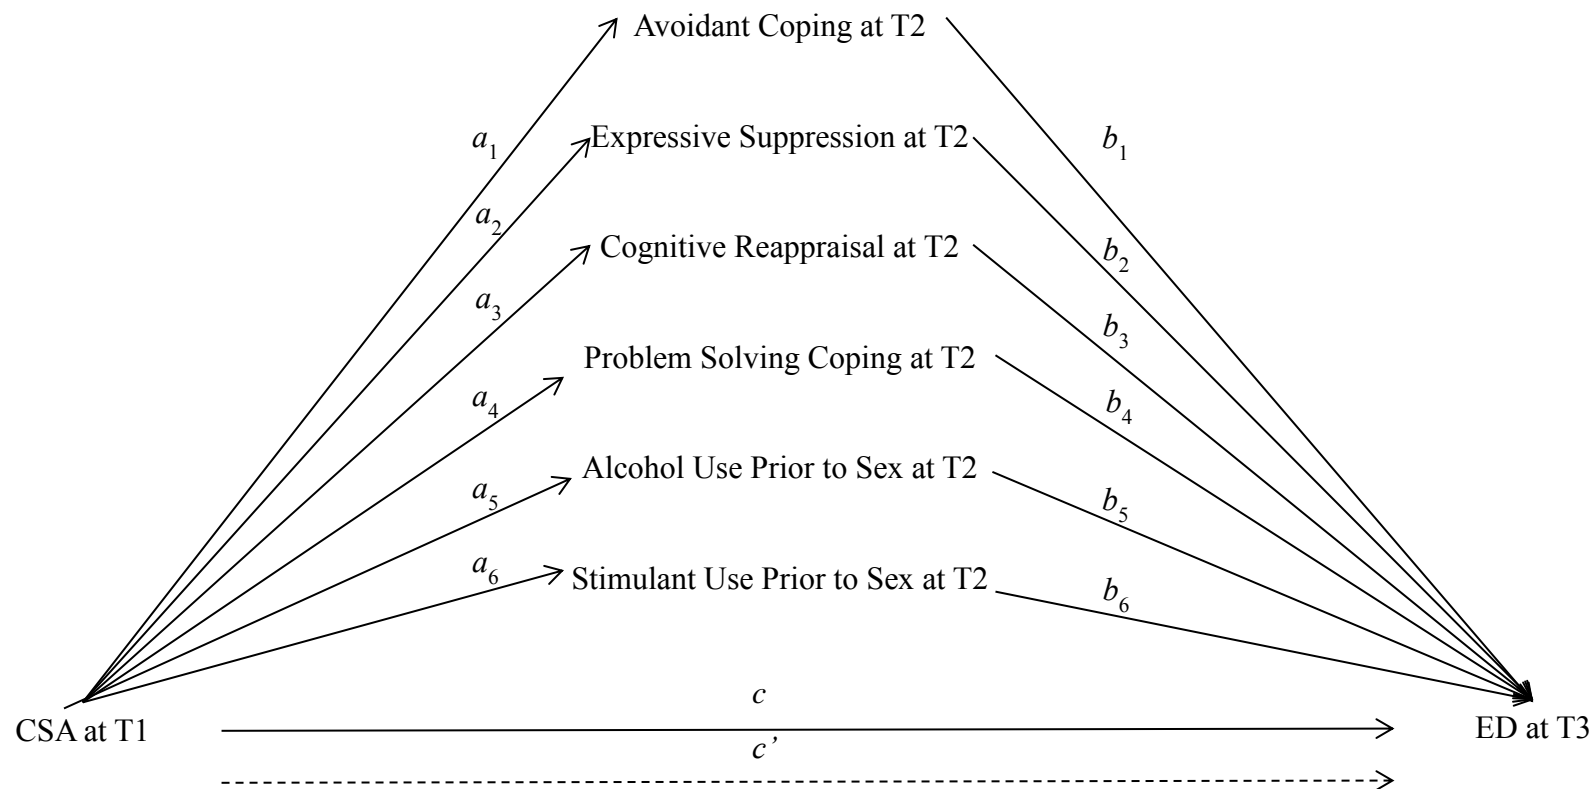 Avoidant Coping at T2
a1
Expressive Suppression at T2
b1
a2
Cognitive Reappraisal at T2
b2
a3
b3
Problem Solving Coping at T2
a4
b4
Alcohol Use Prior to Sex at T2
a5
b5
a6
Stimulant Use Prior to Sex at T2
b6
c
CSA at T1
ED at T3
c’